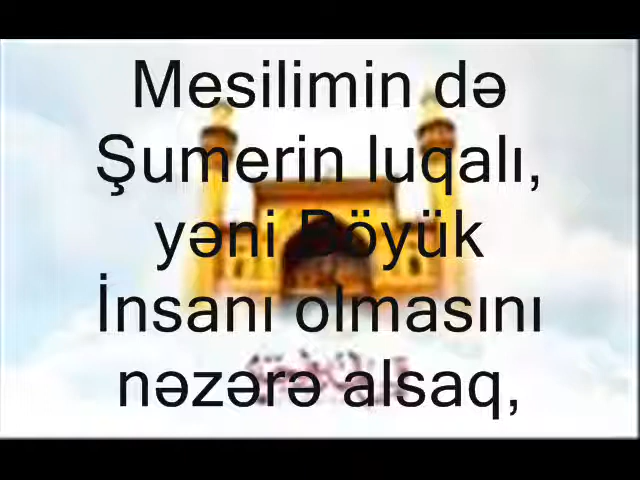 Mesilimin də
Şumerin luqalı,
yəni Böyük
İnsanı olmasını
nəzərə alsaq,